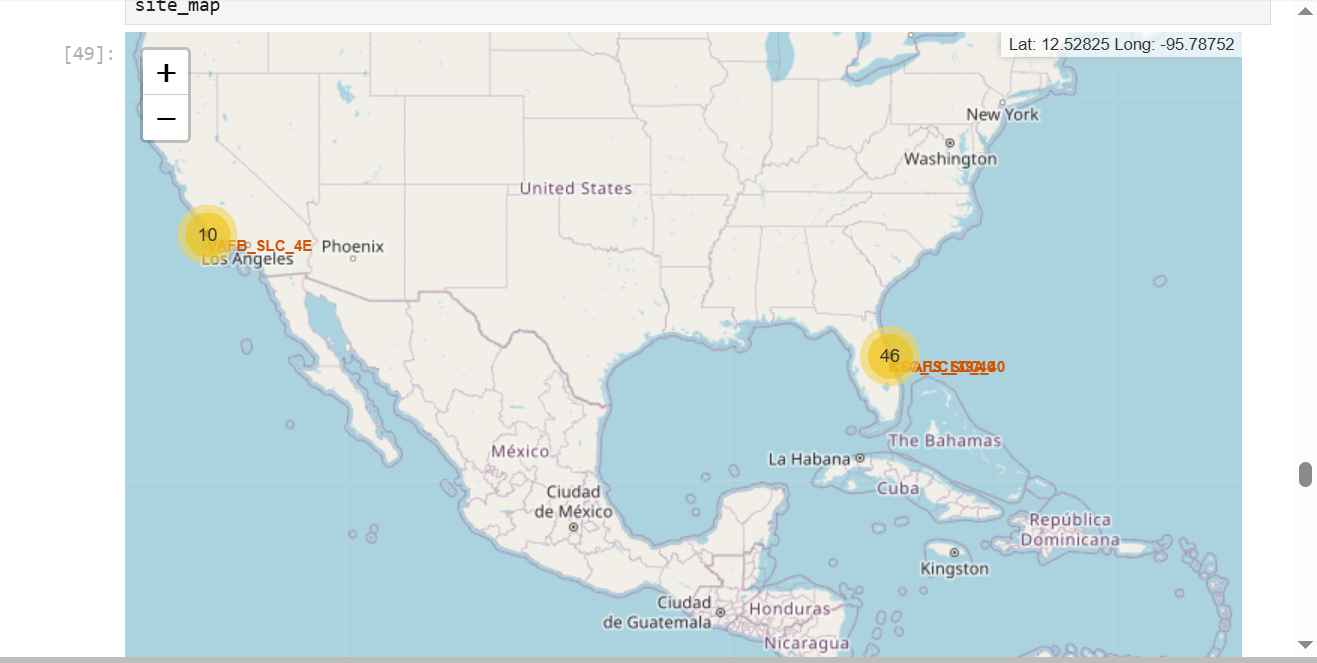 site_map
[49]:
Lat: 12.52825 Long: -95.78752
+
−
New York
Washington
United States
10
VAFB_SLC_4E
Phoenix
Los Angeles
46
The Bahamas
México
La Habana
Cuba
Ciudad
de México
República
Dominicana
Kingston
Ciudad
de Guatemala
Honduras
Nicaragua